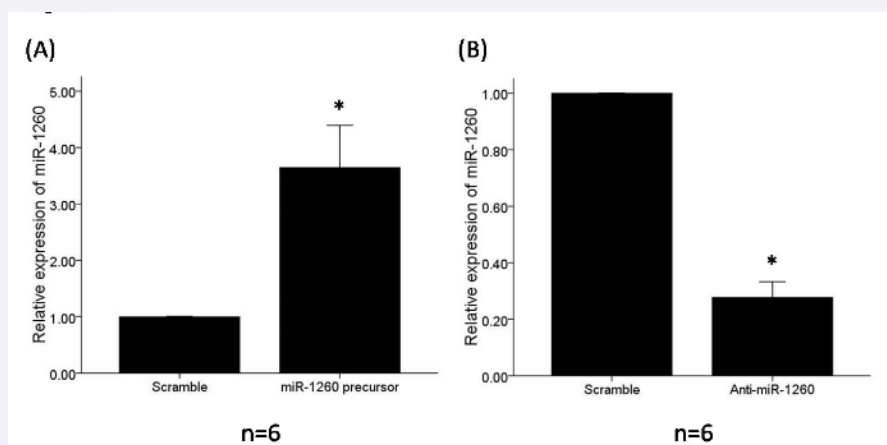 (A)
Relative expression of miR-1260
5.00
4.00
3.00
2.00
1.00
0.00
*
Scramble
miR-1260 precursor
n=6
(B)
Relative expression of miR-1260
1.00
0.80
0.60
0.40
0.20
0.00
*
Scramble
Anti-miR-1260
n=6